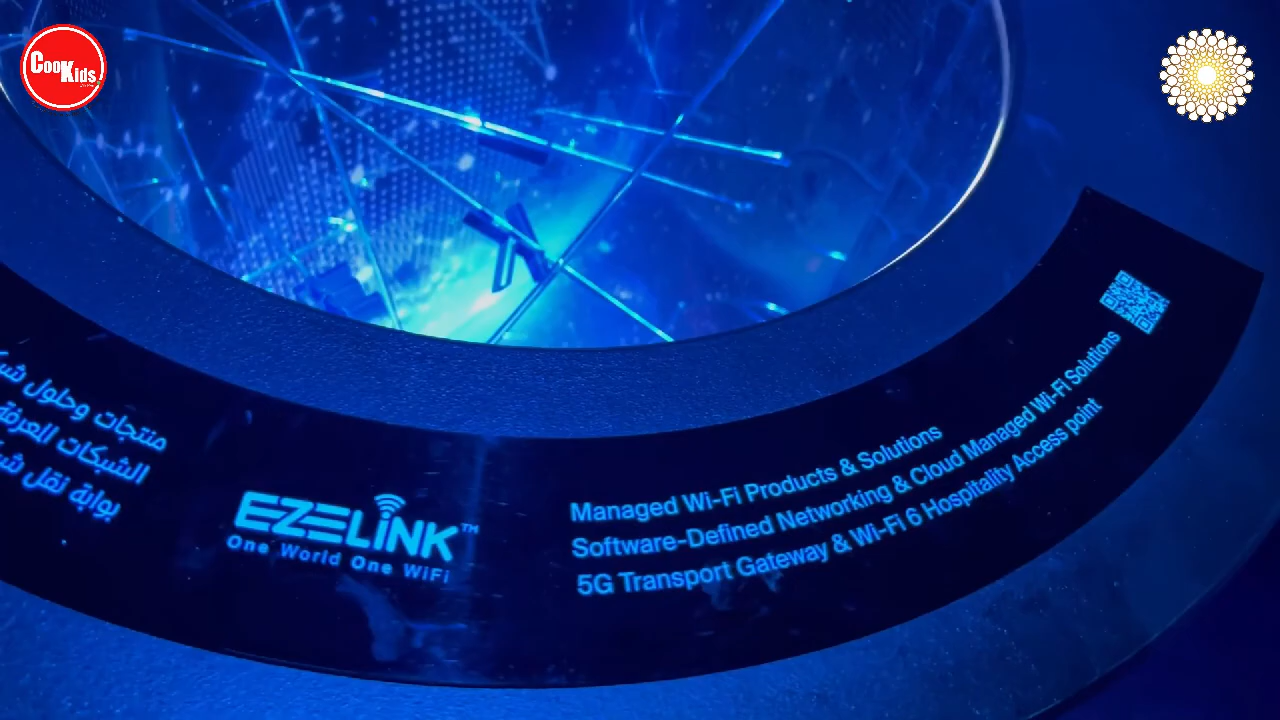 CooKids
منتجات وحلول
الشبكات المعرفة
بوابة نقل
EZELINK™
One World One WiFi
Managed Wi-Fi Products & Solutions
Software-Defined Networking & Cloud Managed Wi-Fi Solutions
5G Transport Gateway & Wi-Fi 6 Hospitality Access point